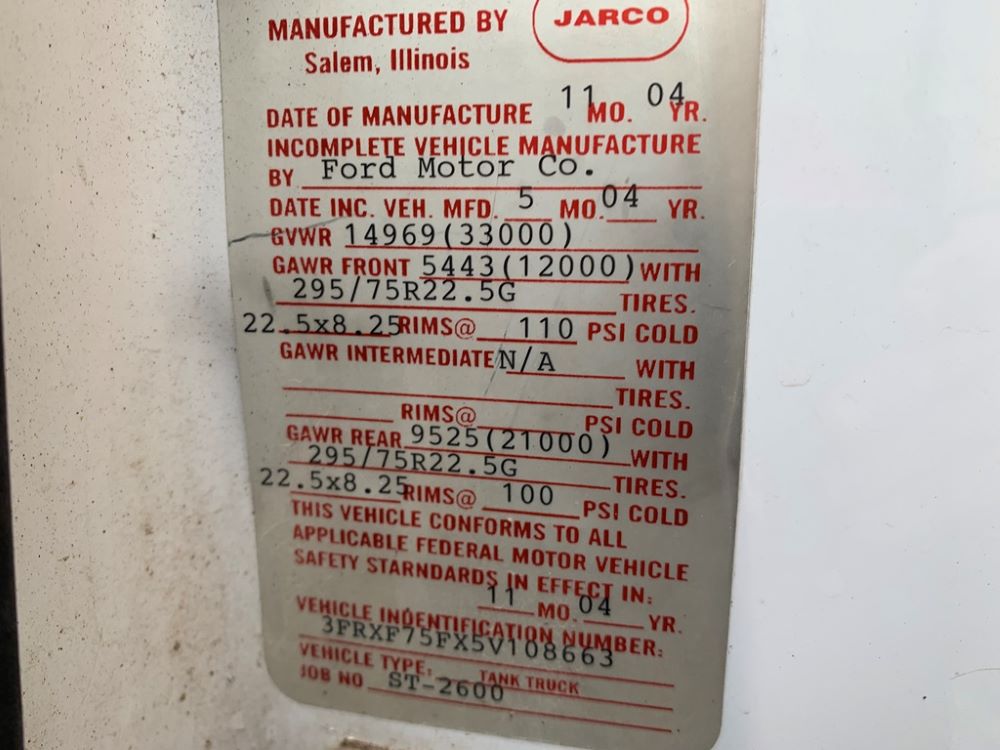 MANUFACTURED BY JARCO
Salem, Illinois
DATE OF MANUFACTURE 11 MO. 04 YR.
INCOMPLETE VEHICLE MANUFACTURE
BY Ford Motor Co.
DATE INC. VEH. MFD. 5 MO. 04 YR.
GVWR 14969(33000)
GAWR FRONT 5443(12000) WITH
295/75R22.5G TIRES.
22.5x8.25 RIMS@ 110 PSI COLD
GAWR INTERMEDIATE N/A WITH
TIRES.
RIMS@ PSI COLD
GAWR REAR 9525(21000) WITH
295/75R22.5G TIRES.
22.5x8.25 RIMS@ 100 PSI COLD
THIS VEHICLE CONFORMS TO ALL
APPLICABLE FEDERAL MOTOR VEHICLE
SAFETY STARNDARDS IN EFFECT IN:
11 MO 04 YR.
VEHICLE INDENTIFICATION NUMBER:
3FRXF75FX5V108663
VEHICLE TYPE: TANK TRUCK
JOB NO ST-2600